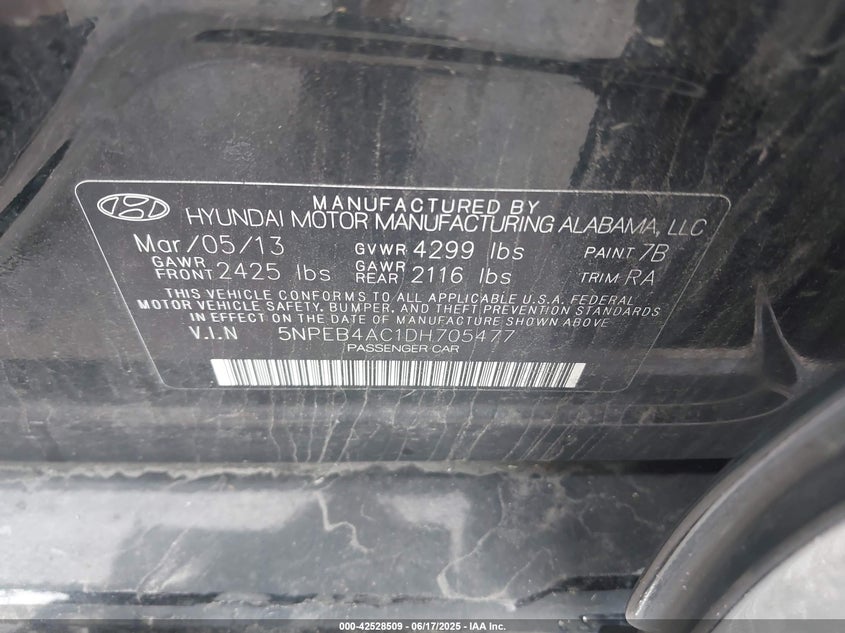 MANUFACTURED BY
HYUNDAI MOTOR MANUFACTURING ALABAMA, LLC
Mar/05/13 GVWR 4299 lbs PAINT 7B
GAWR FRONT 2425 lbs GAWR REAR 2116 lbs TRIM RA
THIS VEHICLE CONFORMS TO ALL APPLICABLE U.S.A. FEDERAL
MOTOR VEHICLE SAFETY, BUMPER, AND THEFT PREVENTION STANDARDS
IN EFFECT ON THE DATE OF MANUFACTURE SHOWN ABOVE.
V.I.N 5NPEB4AC1DH705477
PASSENGER CAR
000-42528509 - 06/17/2025 - IAA Inc.